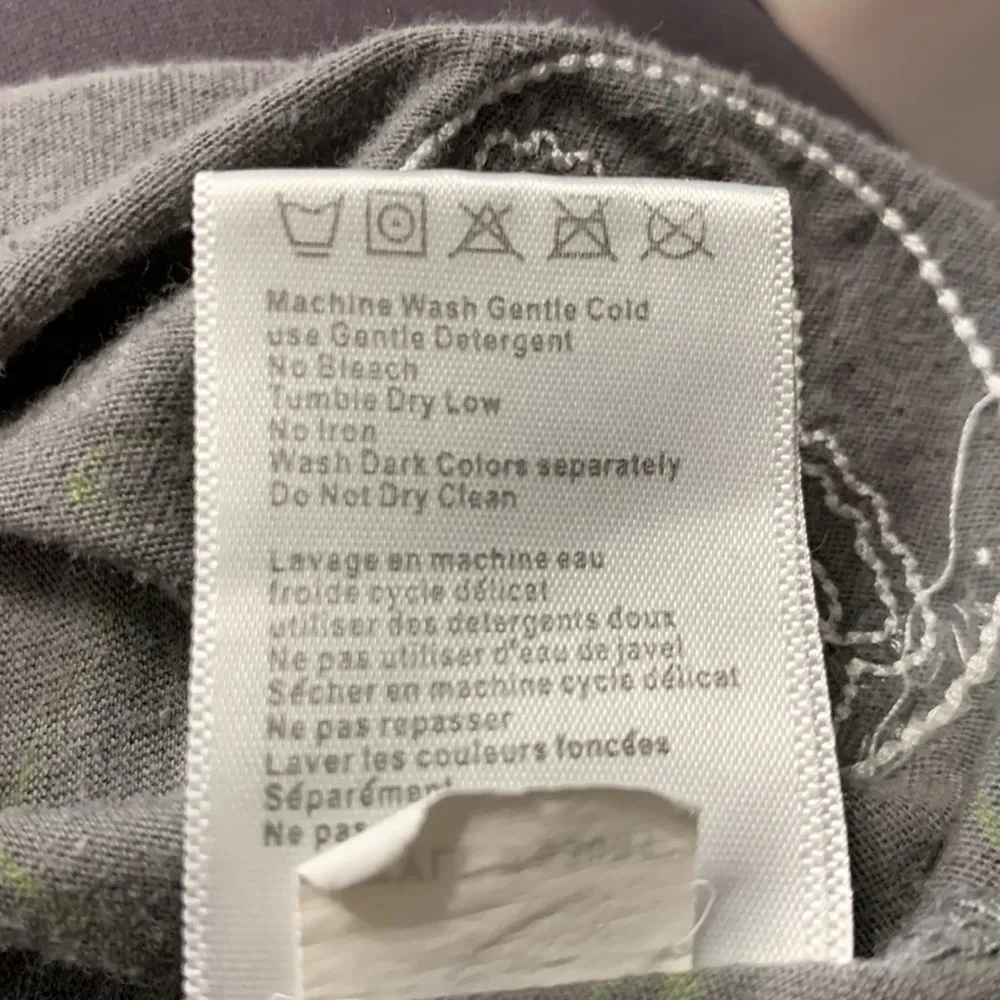 Machine Wash Gentle Cold
use Gentle Detergent
No Bleach
Tumble Dry Low
No Iron
Wash Dark Colors separately
Do Not Dry Clean
Lavage en machine eau
froide cycle délicat
utiliser des detergents doux
Ne pas utiliser d'eau de javel
Sécher en machine cycle délicat
Ne pas repasser
Laver les couleurs foncées
Séparément
Ne pas